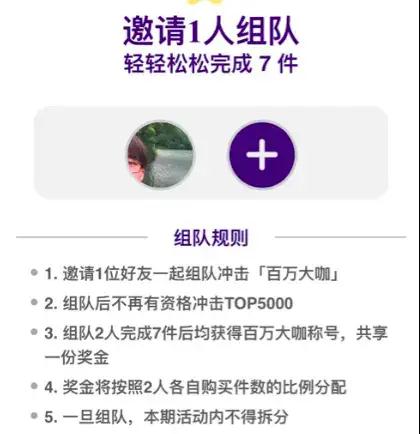 邀请1人组队
轻轻松松完成 7 件
组队规则
1. 邀请1位好友一起组队冲击「百万大咖」
2. 组队后不再有资格冲击TOP5000
3. 组队2人完成7件后均获得百万大咖称号，共享
一份奖金
4. 奖金将按照2人各自购买件数的比例分配
5. 一旦组队，本期活动内不得拆分